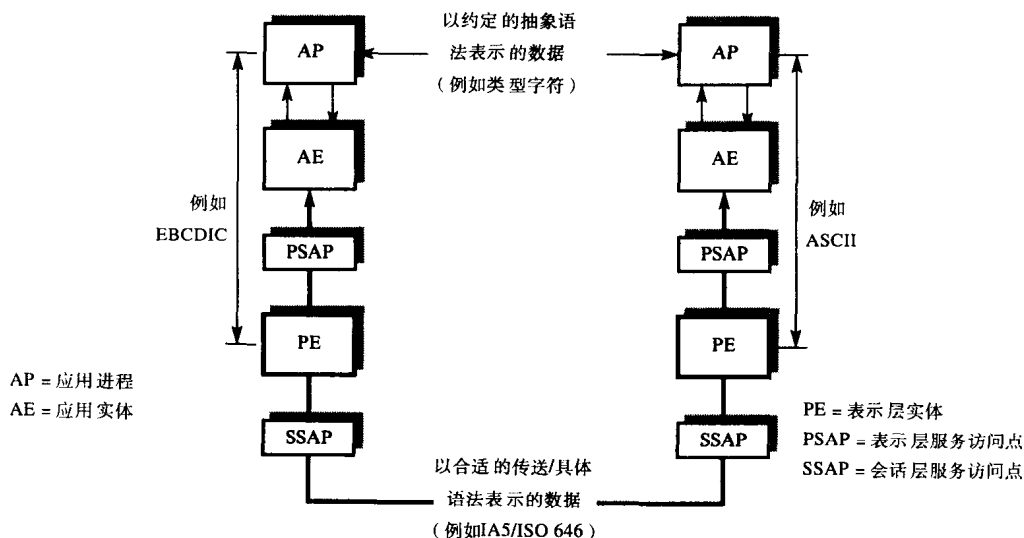 以约定的抽象语
法表示的数据
(例如类型字符)
AP
AP
AE
AE
例如
EBCDIC
例如
ASCII
PSAP
PSAP
PE
PE
AP = 应用进程
AE = 应用实体
SSAP
SSAP
PE = 表示层实体
PSAP = 表示层服务访问点
SSAP = 会话层服务访问点
以合适的传送/具体
语法表示的数据
(例如IA5/ISO 646)